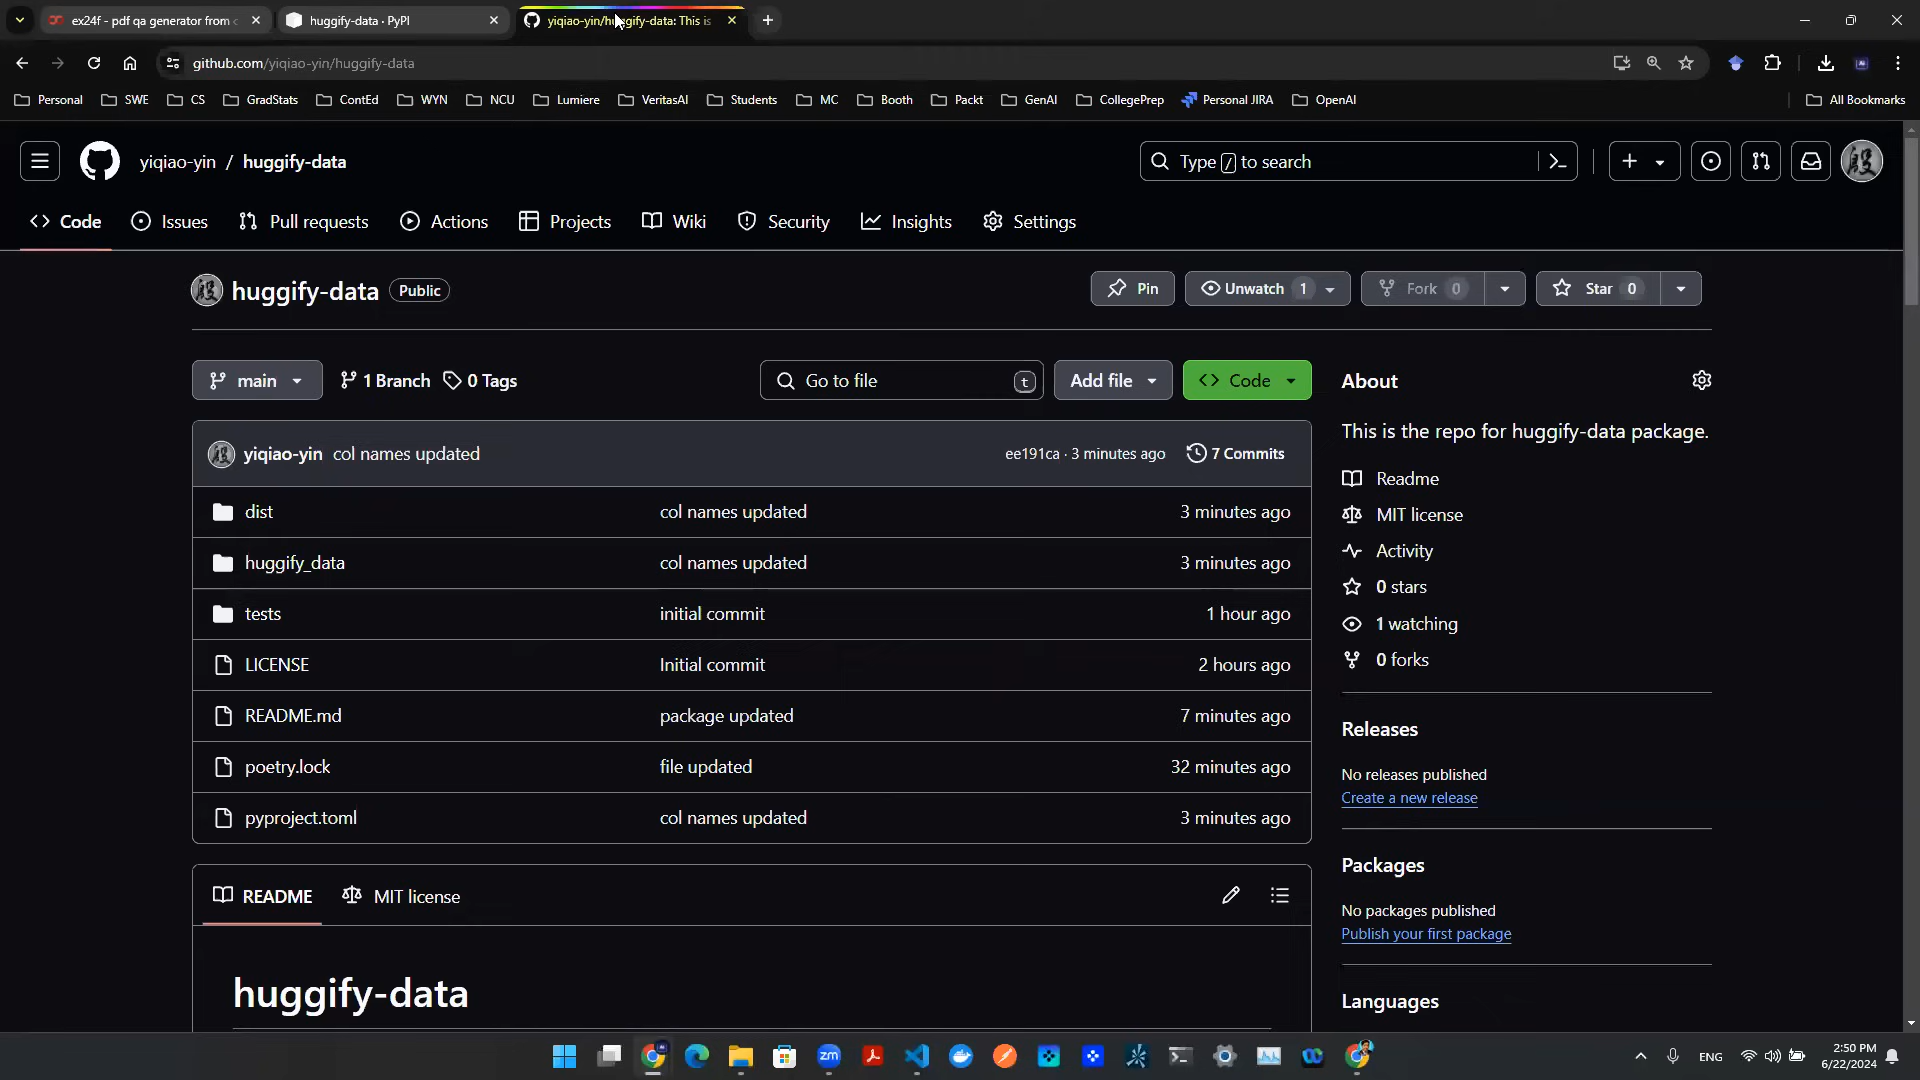 ex24f - pdf qa generator from
huggify-data · PyPI
yiqiao-yin/huggify-data: This is
github.com/yiqiao-yin/huggify-data
Personal SWE CS GradStats ContEd WYN NCU Lumiere VeritasAI Students MC Booth Packt GenAI CollegePrep Personal JIRA OpenAI All Bookmarks
yiqiao-yin / huggify-data
Type / to search
Code Issues Pull requests Actions Projects Wiki Security Insights Settings
huggify-data Public
Pin Unwatch 1 Fork 0 Star 0
main 1 Branch 0 Tags
Go to file t Add file Code
yiqiao-yin col names updated ee191ca · 3 minutes ago 7 Commits
dist col names updated 3 minutes ago
huggify_data col names updated 3 minutes ago
tests initial commit 1 hour ago
LICENSE Initial commit 2 hours ago
README.md package updated 7 minutes ago
poetry.lock file updated 32 minutes ago
pyproject.toml col names updated 3 minutes ago
README MIT license
huggify-data
About
This is the repo for huggify-data package.
Readme
MIT license
Activity
0 stars
1 watching
0 forks
Releases
No releases published
Create a new release
Packages
No packages published
Publish your first package
Languages
zm
ENG
2:50 PM
6/22/2024